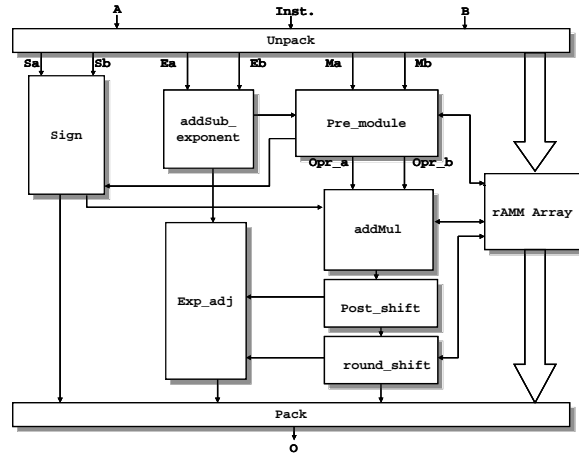 A Inst. B
Unpack
Sa Sb Ea Eb Ma Mb
addSub_
exponent
Pre_module
Sign
Opr_a Opr_b
rAMM Array
addMul
Exp_adj
Post_shift
round_shift
Pack
O